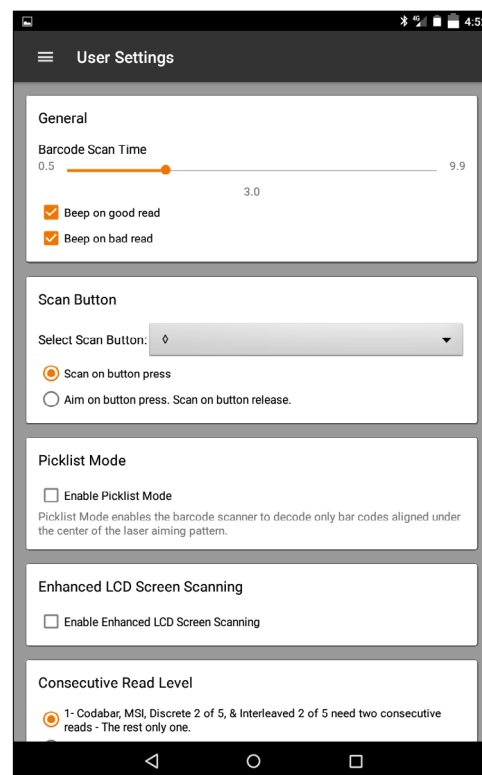 4G
4:5
User Settings
General
Barcode Scan Time
0.5
9.9
3.0
Beep on good read
Beep on bad read
Scan Button
Select Scan Button: ◊
Scan on button press
Aim on button press. Scan on button release.
Picklist Mode
Enable Picklist Mode
Picklist Mode enables the barcode scanner to decode only bar codes aligned under
the center of the laser aiming pattern.
Enhanced LCD Screen Scanning
Enable Enhanced LCD Screen Scanning
Consecutive Read Level
1- Codabar, MSI, Discrete 2 of 5, & Interleaved 2 of 5 need two consecutive
reads - The rest only one.